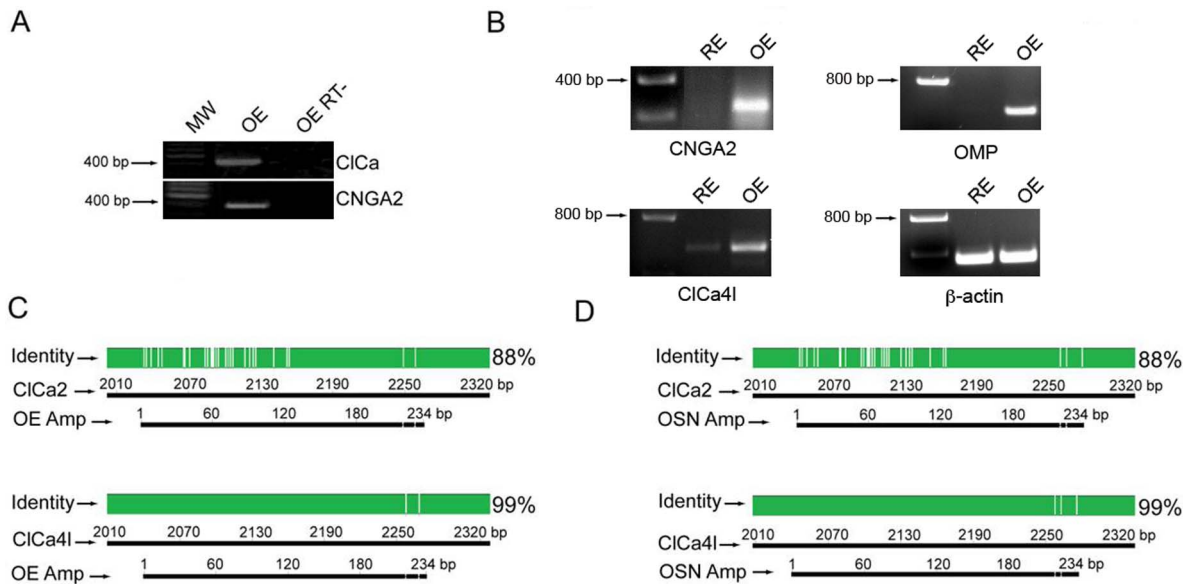 A
MW OE OE RT-
400 bp ClCa
400 bp CNGA2
B
RE OE
400 bp
CNGA2
RE OE
800 bp
OMP
RE OE
800 bp
ClCa4l
RE OE
800 bp
β-actin
C
Identity 88%
2010 2070 2130 2190 2250 2320 bp
ClCa2
1 60 120 180 234 bp
OE Amp
Identity 99%
2010 2070 2130 2190 2250 2320 bp
ClCa4l
1 60 120 180 234 bp
OE Amp
D
Identity 88%
2010 2070 2130 2190 2250 2320 bp
ClCa2
1 60 120 180 234 bp
OSN Amp
Identity 99%
2010 2070 2130 2190 2250 2320 bp
ClCa4l
1 60 120 180 234 bp
OSN Amp